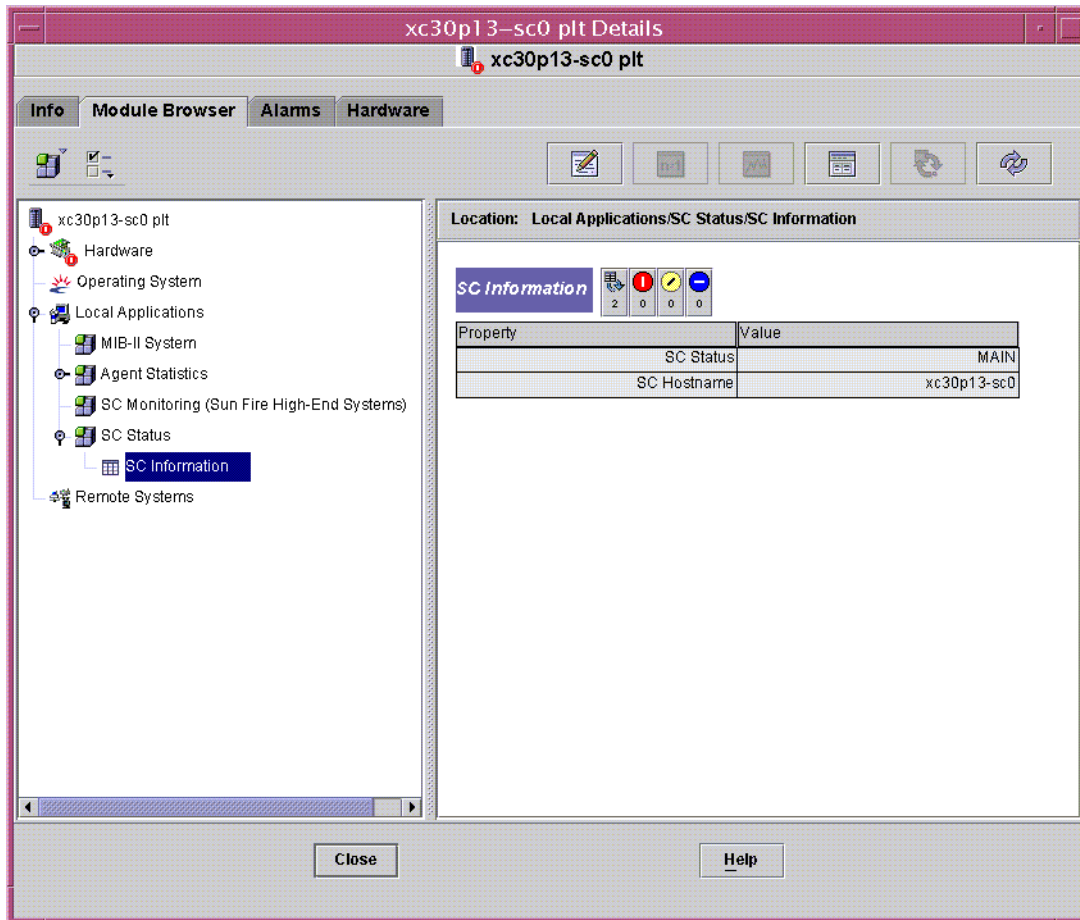 xc30p13–sc0 plt Details
xc30p13-sc0 plt
Info Module Browser Alarms Hardware
xc30p13-sc0 plt
Hardware
Operating System
Local Applications
MIB-II System
Agent Statistics
SC Monitoring (Sun Fire High-End Systems)
SC Status
SC Information
Remote Systems
Location: Local Applications/SC Status/SC Information
SC Information 2 0 0 0
Property Value
SC Status MAIN
SC Hostname xc30p13-sc0
Close Help